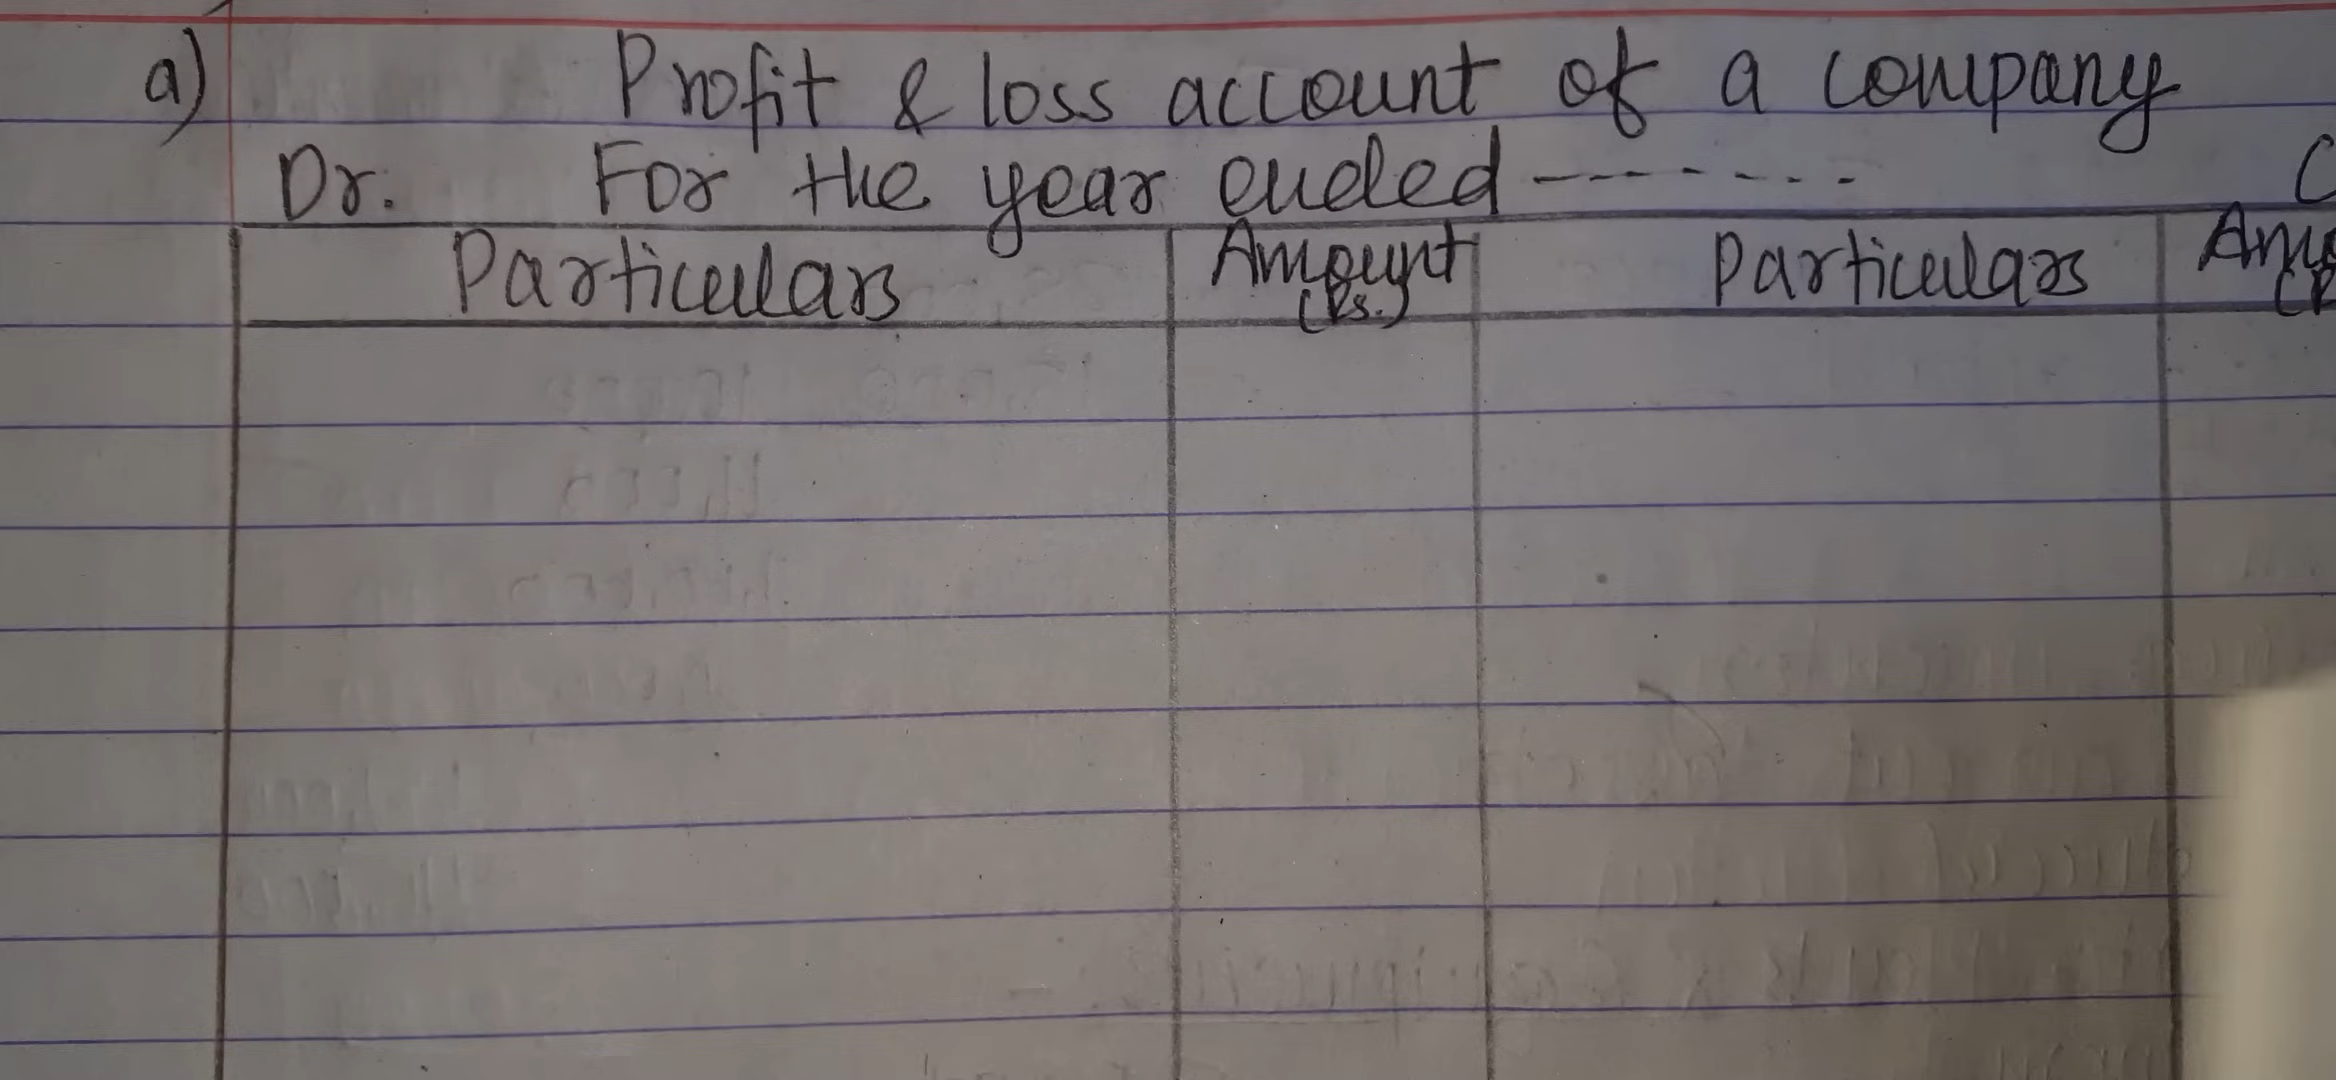 a) Profit & loss account of a company
Dr. For the year ended -------
Particulars Amount (Rs.) Particulars